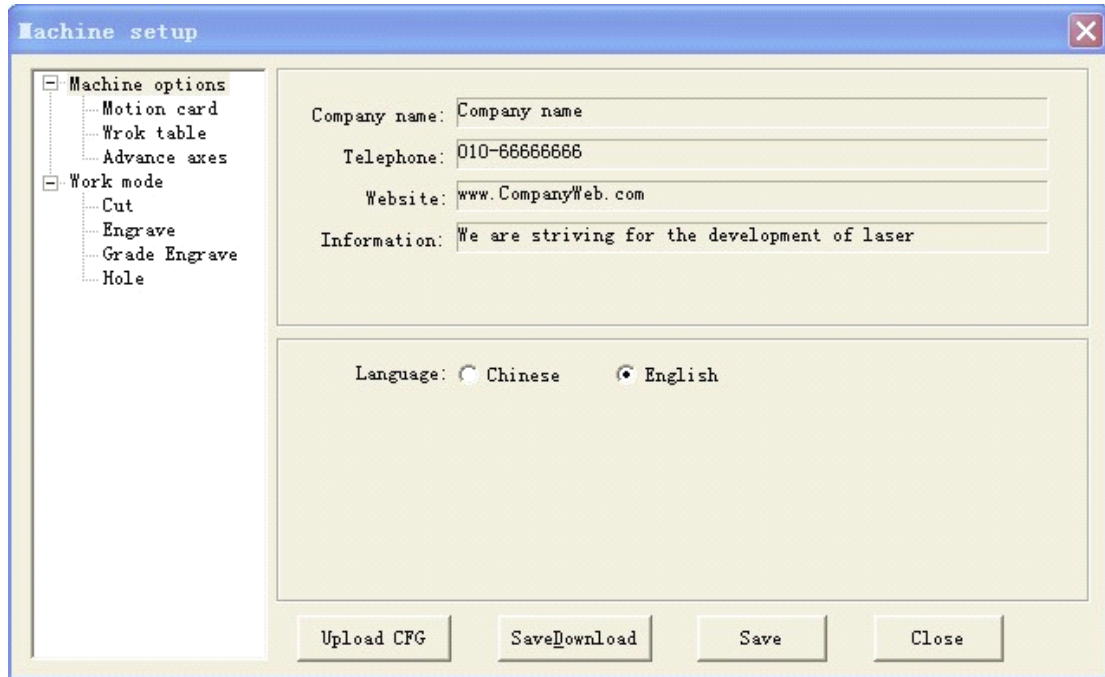 Machine setup
Machine options
Motion card
Wrok table
Advance axes
Work mode
Cut
Engrave
Grade Engrave
Hole
Company name: Company name
Telephone: 010-66666666
Website: www.CompanyWeb.com
Information: We are striving for the development of laser
Language: Chinese English
Upload CFG SaveDownload Save Close